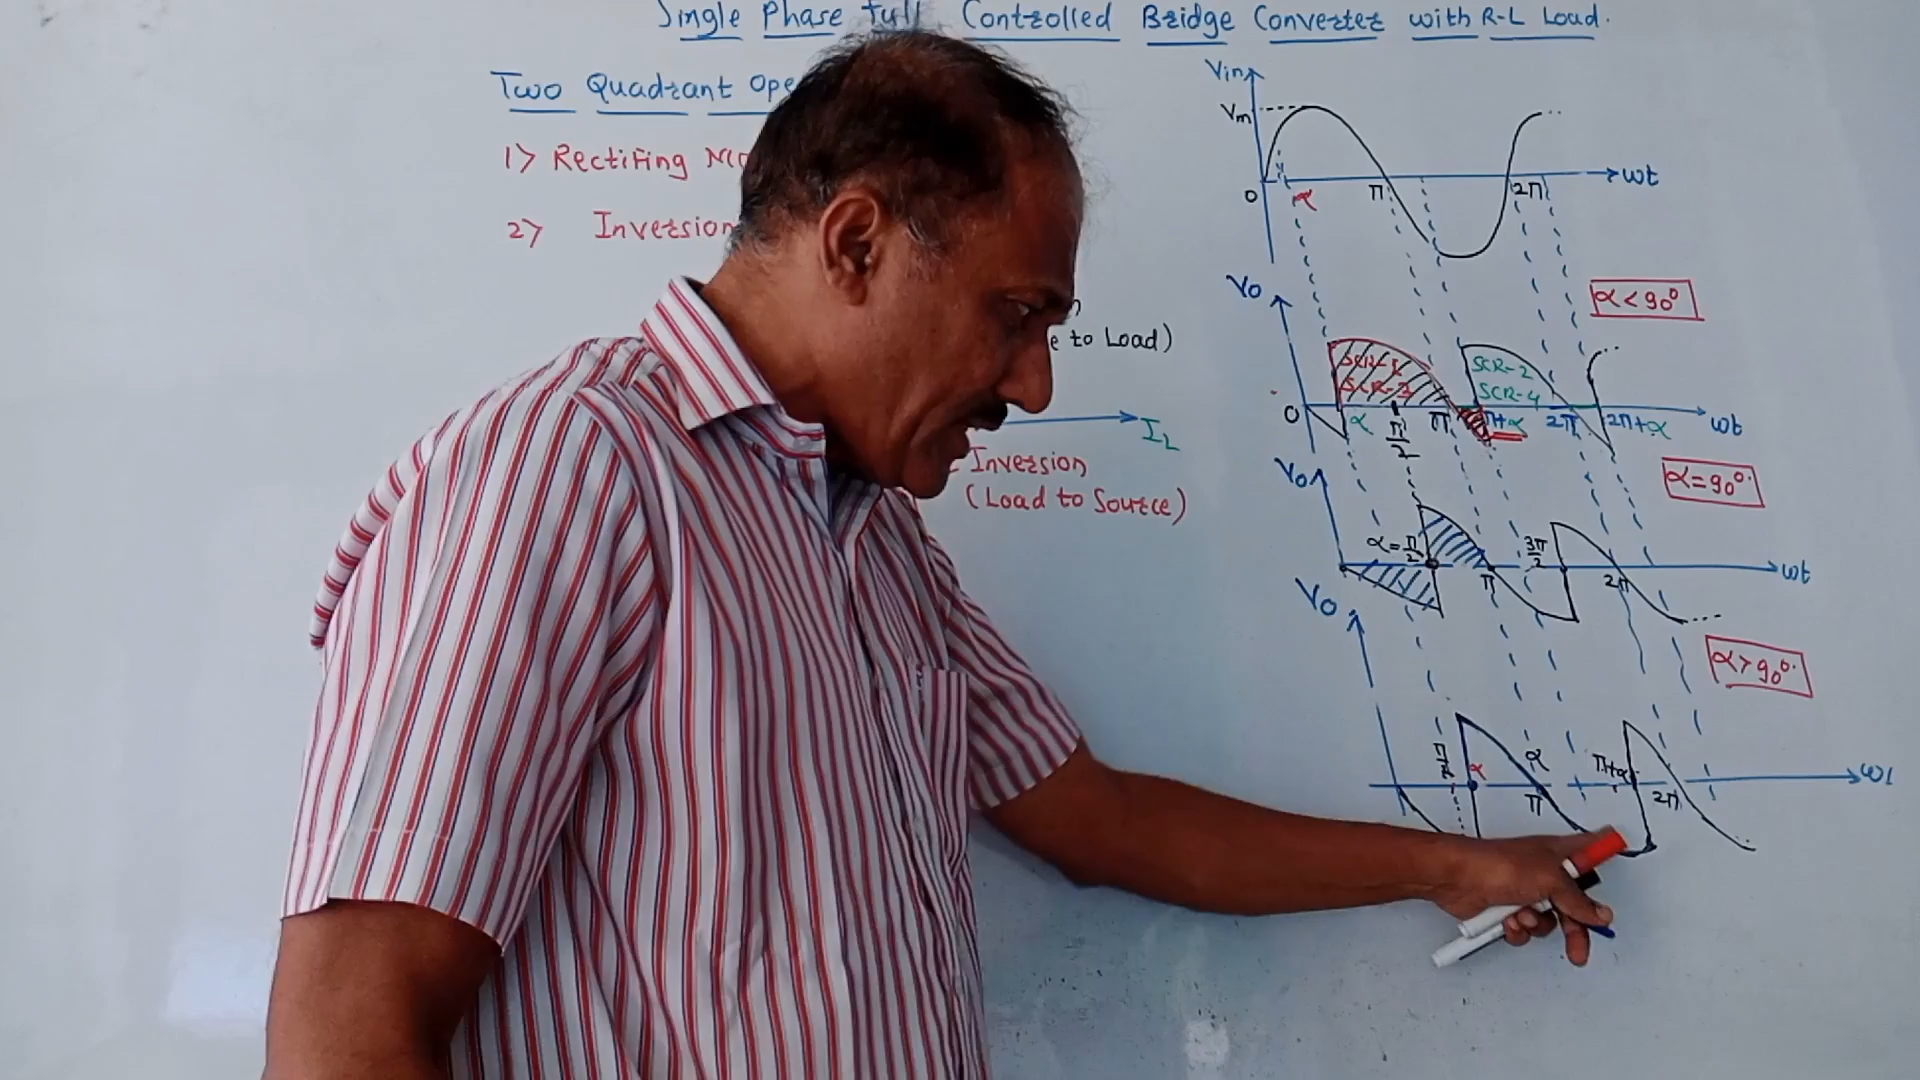 Single Phase Full Controlled Bridge Converter with R-L Load.
Two Quadrant Ope
1> Rectifing
2> Inversion
e to Load)
IL
Inversion
(Load to Source)
Vin
Vm
0 α π 2π ωt
α < 90°
Vo
SCR-2
SCR-4
0 α π/2 π π+α 2π 2π+α ωt
α = 90°
Vo
α = π/2 π 3π/2 2π ωt
α > 90°
Vo
π/2 α π α π+α 2π